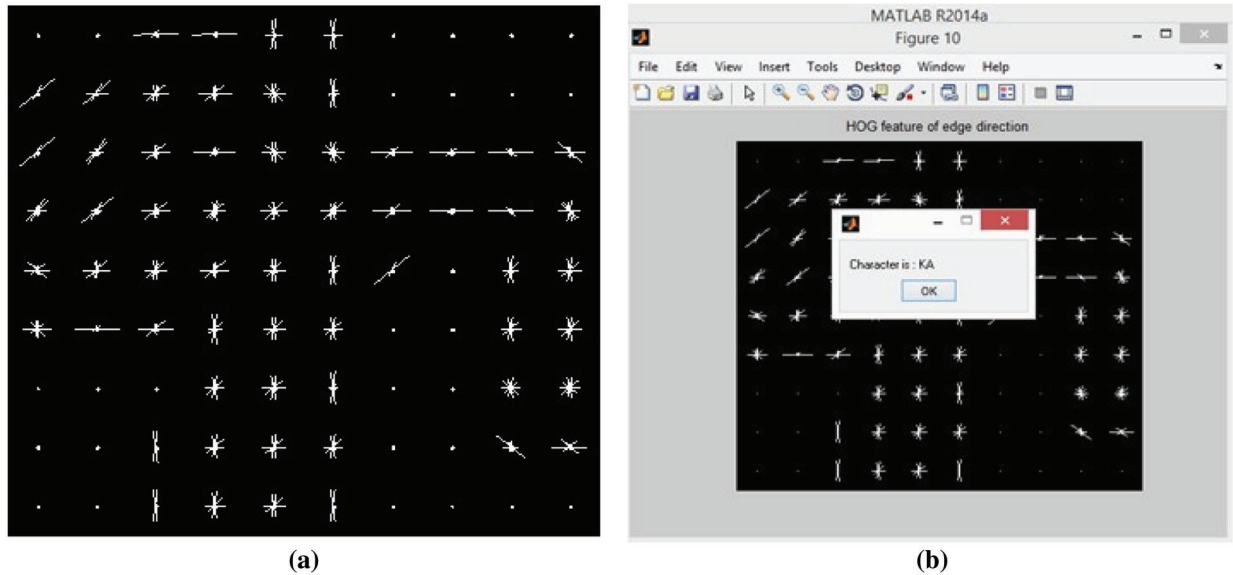 MATLAB R2014a
Figure 10
File Edit View Insert Tools Desktop Window Help
HOG feature of edge direction
Character is : KA
OK
(a)
(b)